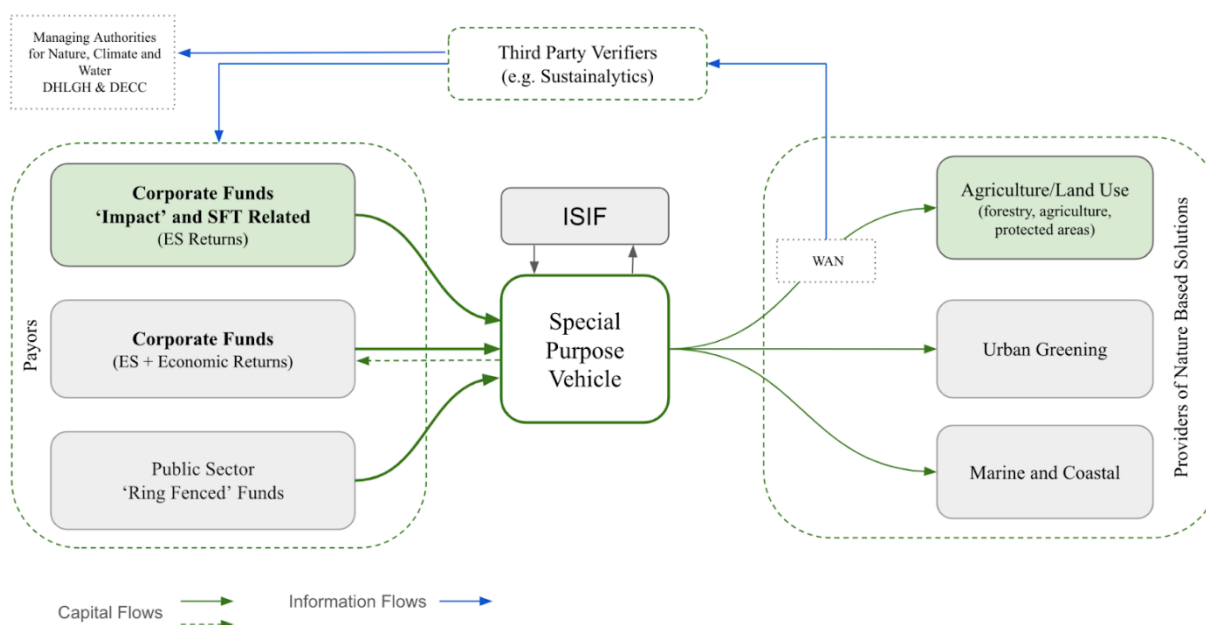 Managing Authorities
for Nature, Climate and
Water
DHLGH & DECC
Third Party Verifiers
(e.g. Sustainalytics)
Payors
Corporate Funds
‘Impact’ and SFT Related
(ES Returns)
Corporate Funds
(ES + Economic Returns)
Public Sector
‘Ring Fenced’ Funds
ISIF
Special
Purpose
Vehicle
WAN
Agriculture/Land Use
(forestry, agriculture,
protected areas)
Urban Greening
Marine and Coastal
Providers of Nature Based Solutions
Capital Flows
Information Flows